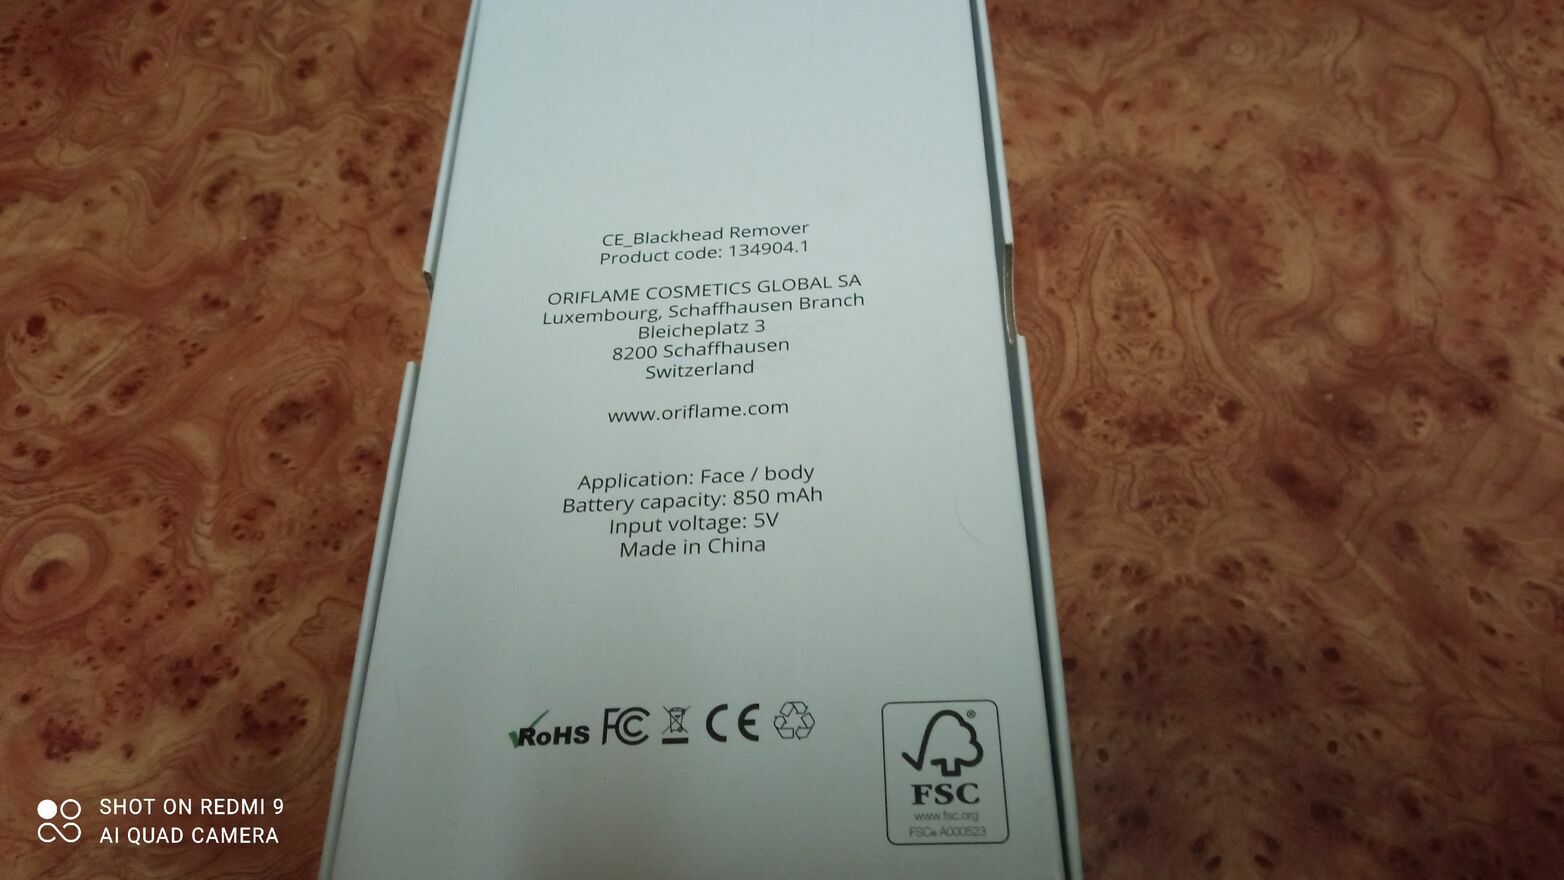 CE_Blackhead Remover
Product code: 134904.1
ORIFLAME COSMETICS GLOBAL SA
Luxembourg, Schaffhausen Branch
Bleicheplatz 3
8200 Schaffhausen
Switzerland
www.oriflame.com
Application: Face / body
Battery capacity: 850 mAh
Input voltage: 5V
Made in China
RoHS FC CE
®
FSC
www.fsc.org
FSC® A000523
SHOT ON REDMI 9
AI QUAD CAMERA